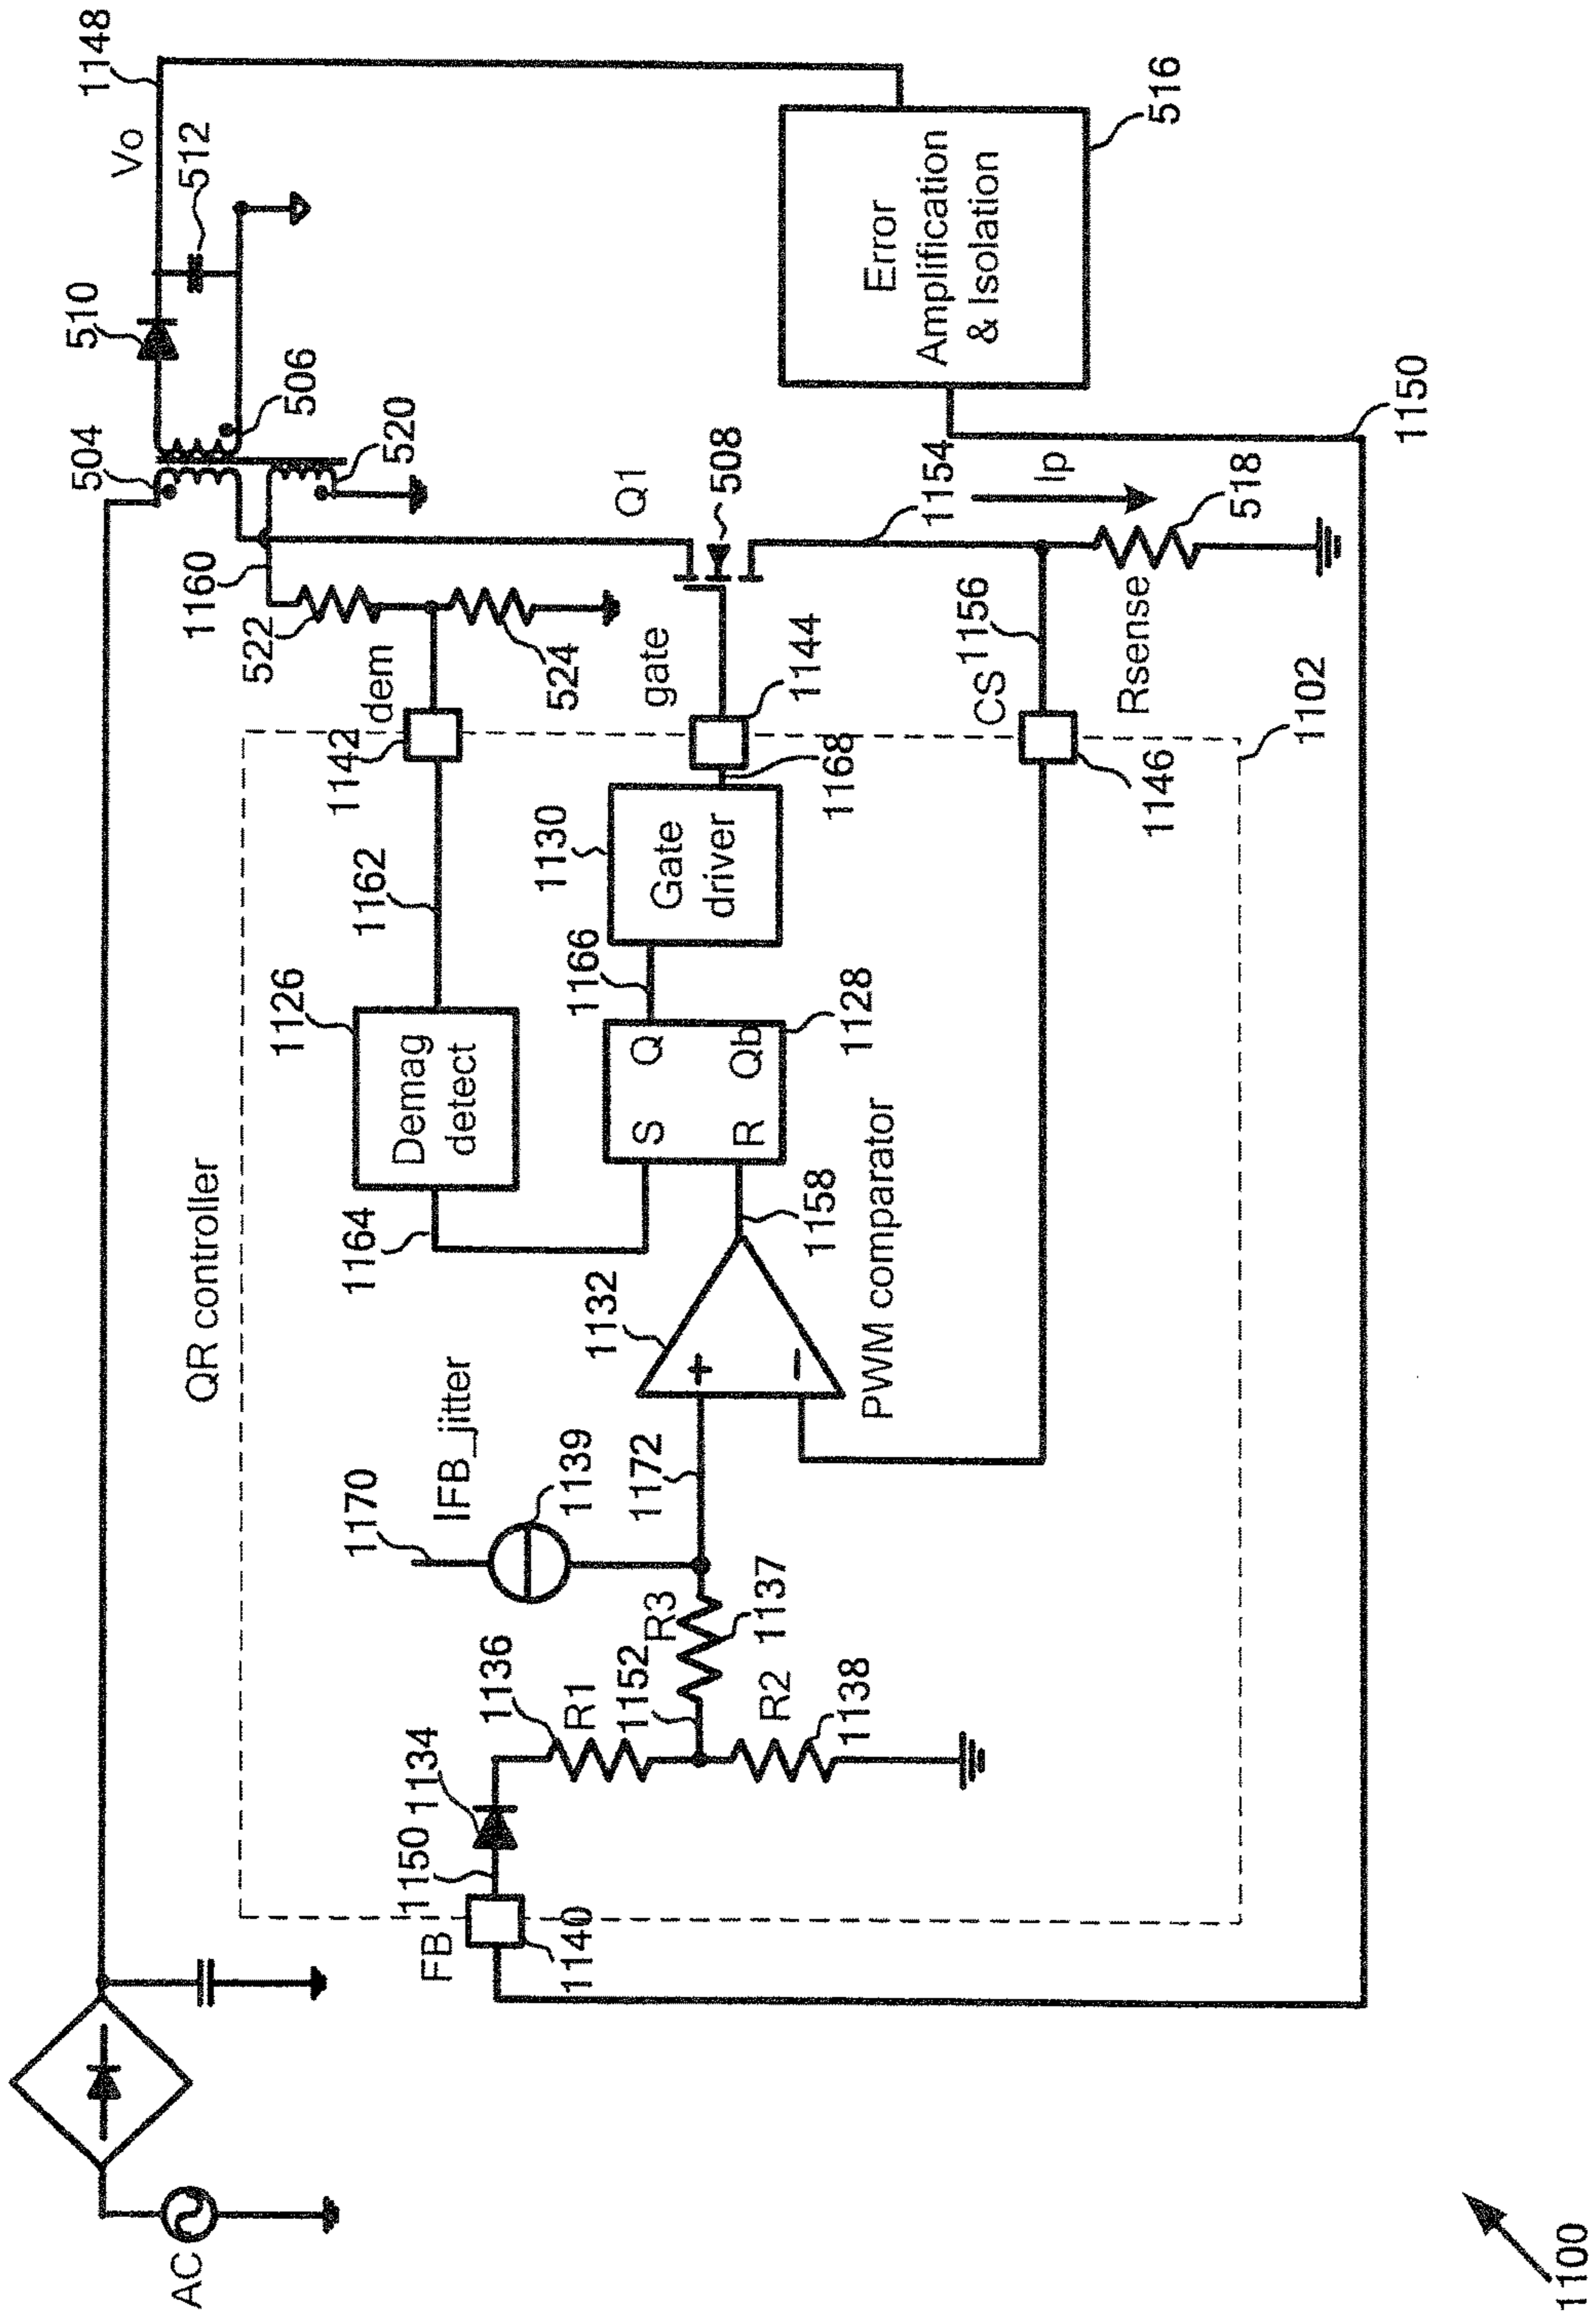 AC
1148
Vo
510
512
504
506
520
1160
522
524
dem
Q1
508
gate
1144
1154
Ip
518
Rsense
CS
1156
Error
Amplification
& Isolation
516
1150
QR controller
1142
1162
1126
Demag
detect
1164
1130
Gate
driver
1168
1166
S
Q
R
Qb
1128
1158
1132
+
−
PWM comparator
1146
1102
IFB_jitter
1170
1139
1172
R3
1137
1152
1136
R1
R2
1138
1134
1150
FB
1140
1100